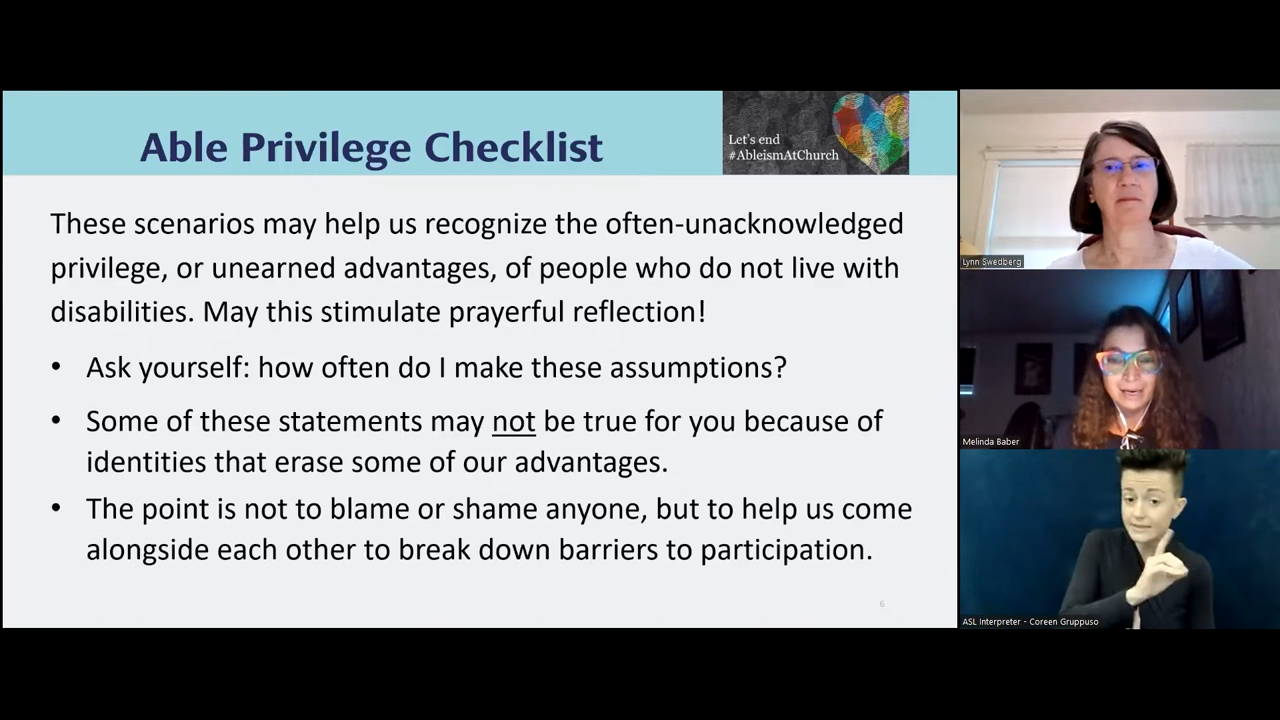 Able Privilege Checklist
Let's end
#AbleismAtChurch
These scenarios may help us recognize the often-unacknowledged
privilege, or unearned advantages, of people who do not live with
disabilities. May this stimulate prayerful reflection!
• Ask yourself: how often do I make these assumptions?
• Some of these statements may not be true for you because of
identities that erase some of our advantages.
• The point is not to blame or shame anyone, but to help us come
alongside each other to break down barriers to participation.
6
Lynn Swedberg
Melinda Baber
ASL Interpreter - Coreen Gruppuso